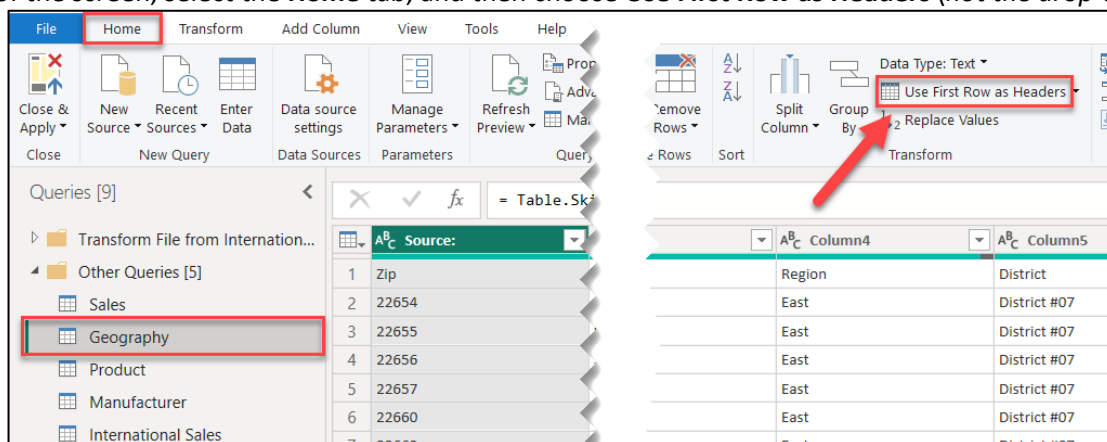 of the screen, select the Home tab, and then choose Use First Row as Headers (not the drop
File Home Transform Add Column View Tools Help
Close & Apply
New Source
Recent Sources
Enter Data
Data source settings
Manage Parameters
Refresh Preview
Rows
Split Column
Group By
Data Type: Text
Use First Row as Headers
Replace Values
Close New Query Data Sources Parameters Rows Sort Transform
Queries [9]
fx = Table.Sk
Transform File from Internation...
Other Queries [5]
Sales
Geography
Product
Manufacturer
International Sales
ABC Source: ABC Column4 ABC Column5
1 Zip Region District
2 22654 East District #07
3 22655 East District #07
4 22656 East District #07
5 22657 East District #07
6 22660 East District #07